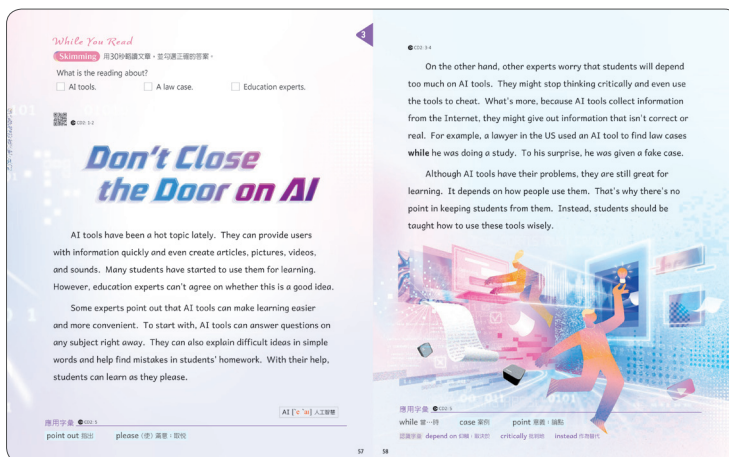 While You Read
Skimming 用30秒略讀文章，並勾選正確的答案。
What is the reading about?
AI tools. A law case. Education experts.
CD2: 1-2
Don't Close
the Door on AI
AI tools have been a hot topic lately. They can provide users
with information quickly and even create articles, pictures, videos,
and sounds. Many students have started to use them for learning.
However, education experts can't agree on whether this is a good idea.
Some experts point out that AI tools can make learning easier
and more convenient. To start with, AI tools can answer questions on
any subject right away. They can also explain difficult ideas in simple
words and help find mistakes in students' homework. With their help,
students can learn as they please.
AI [ˋe ˋaɪ] 人工智慧
應用字彙 CD2: 5
point out 指出 please (使) 滿意；取悅
57
3
CD2: 3-4
On the other hand, other experts worry that students will depend
too much on AI tools. They might stop thinking critically and even use
the tools to cheat. What's more, because AI tools collect information
from the Internet, they might give out information that isn't correct or
real. For example, a lawyer in the US used an AI tool to find law cases
while he was doing a study. To his surprise, he was given a fake case.
Although AI tools have their problems, they are still great for
learning. It depends on how people use them. That's why there's no
point in keeping students from them. Instead, students should be
taught how to use these tools wisely.
應用字彙 CD2: 5
while 當…時 case 案例 point 意義；論點
認識字彙 depend on 依賴；取決於 critically 批判地 instead 作為替代
58